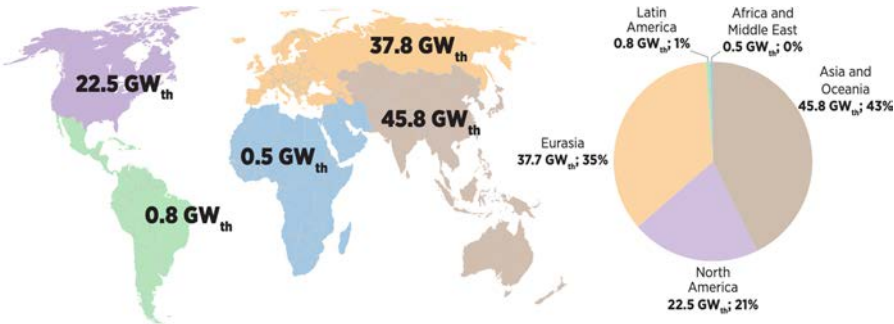 22.5 GWth
37.8 GWth
45.8 GWth
0.5 GWth
0.8 GWth
Latin
America
0.8 GWth; 1%
Africa and
Middle East
0.5 GWth; 0%
Asia and
Oceania
45.8 GWth; 43%
Eurasia
37.7 GWth; 35%
North
America
22.5 GWth; 21%